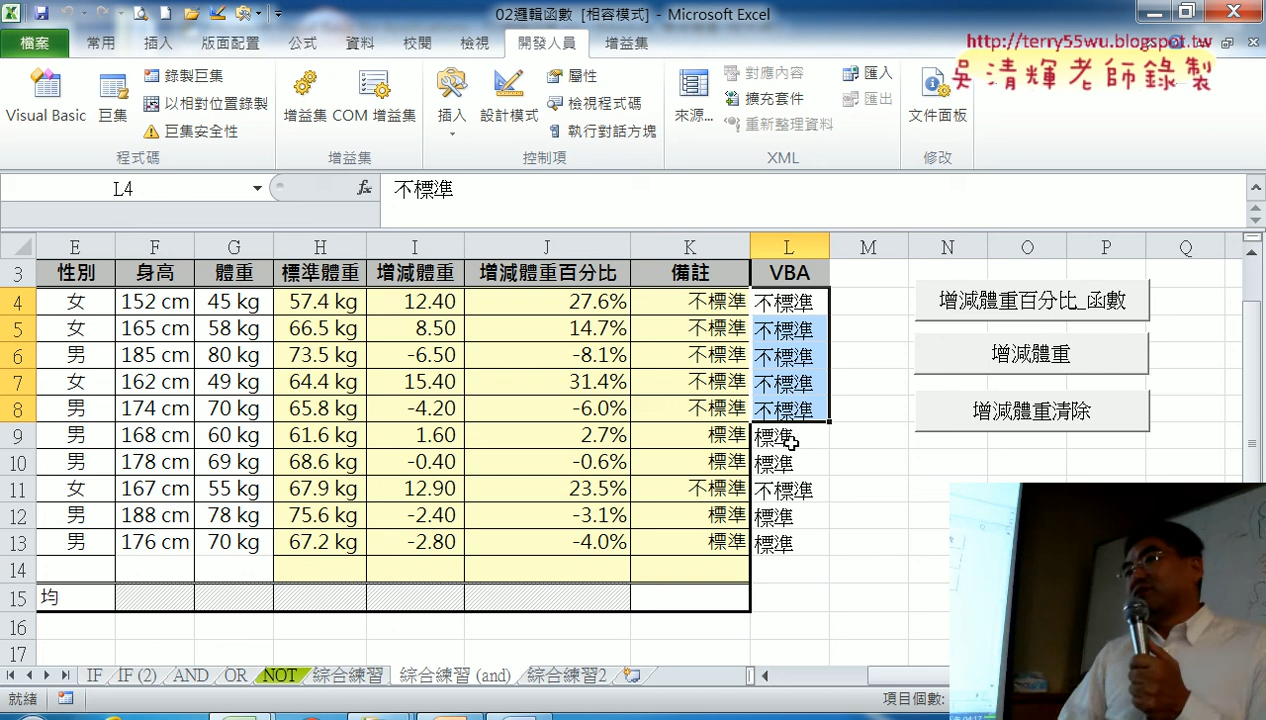 02邏輯函數 [相容模式] - Microsoft Excel
檔案 常用 插入 版面配置 公式 資料 校閱 檢視 開發人員 增益集
http://terry55wu.blogspot.tw
吳清輝老師錄製
Visual Basic 巨集 錄製巨集 以相對位置錄製 巨集安全性
增益集 COM 增益集
插入 設計模式 屬性 檢視程式碼 執行對話方塊
來源... 對應內容 擴充套件 重新整理資料 匯入 匯出
文件面板
程式碼 增益集 控制項 XML 修改
L4 fx 不標準
E F G H I J K L M N O P Q
3 性別 身高 體重 標準體重 增減體重 增減體重百分比 備註 VBA
4 女 152 cm 45 kg 57.4 kg 12.40 27.6% 不標準 不標準
5 女 165 cm 58 kg 66.5 kg 8.50 14.7% 不標準 不標準
6 男 185 cm 80 kg 73.5 kg -6.50 -8.1% 不標準 不標準
7 女 162 cm 49 kg 64.4 kg 15.40 31.4% 不標準 不標準
8 男 174 cm 70 kg 65.8 kg -4.20 -6.0% 不標準 不標準
9 男 168 cm 60 kg 61.6 kg 1.60 2.7% 標準 標準
10 男 178 cm 69 kg 68.6 kg -0.40 -0.6% 標準 標準
11 女 167 cm 55 kg 67.9 kg 12.90 23.5% 不標準 不標準
12 男 188 cm 78 kg 75.6 kg -2.40 -3.1% 標準 標準
13 男 176 cm 70 kg 67.2 kg -2.80 -4.0% 標準 標準
14
15 均
16
17
增減體重百分比_函數
增減體重
增減體重清除
IF IF (2) AND OR NOT 綜合練習 綜合練習 (and) 綜合練習2
就緒 項目個數: